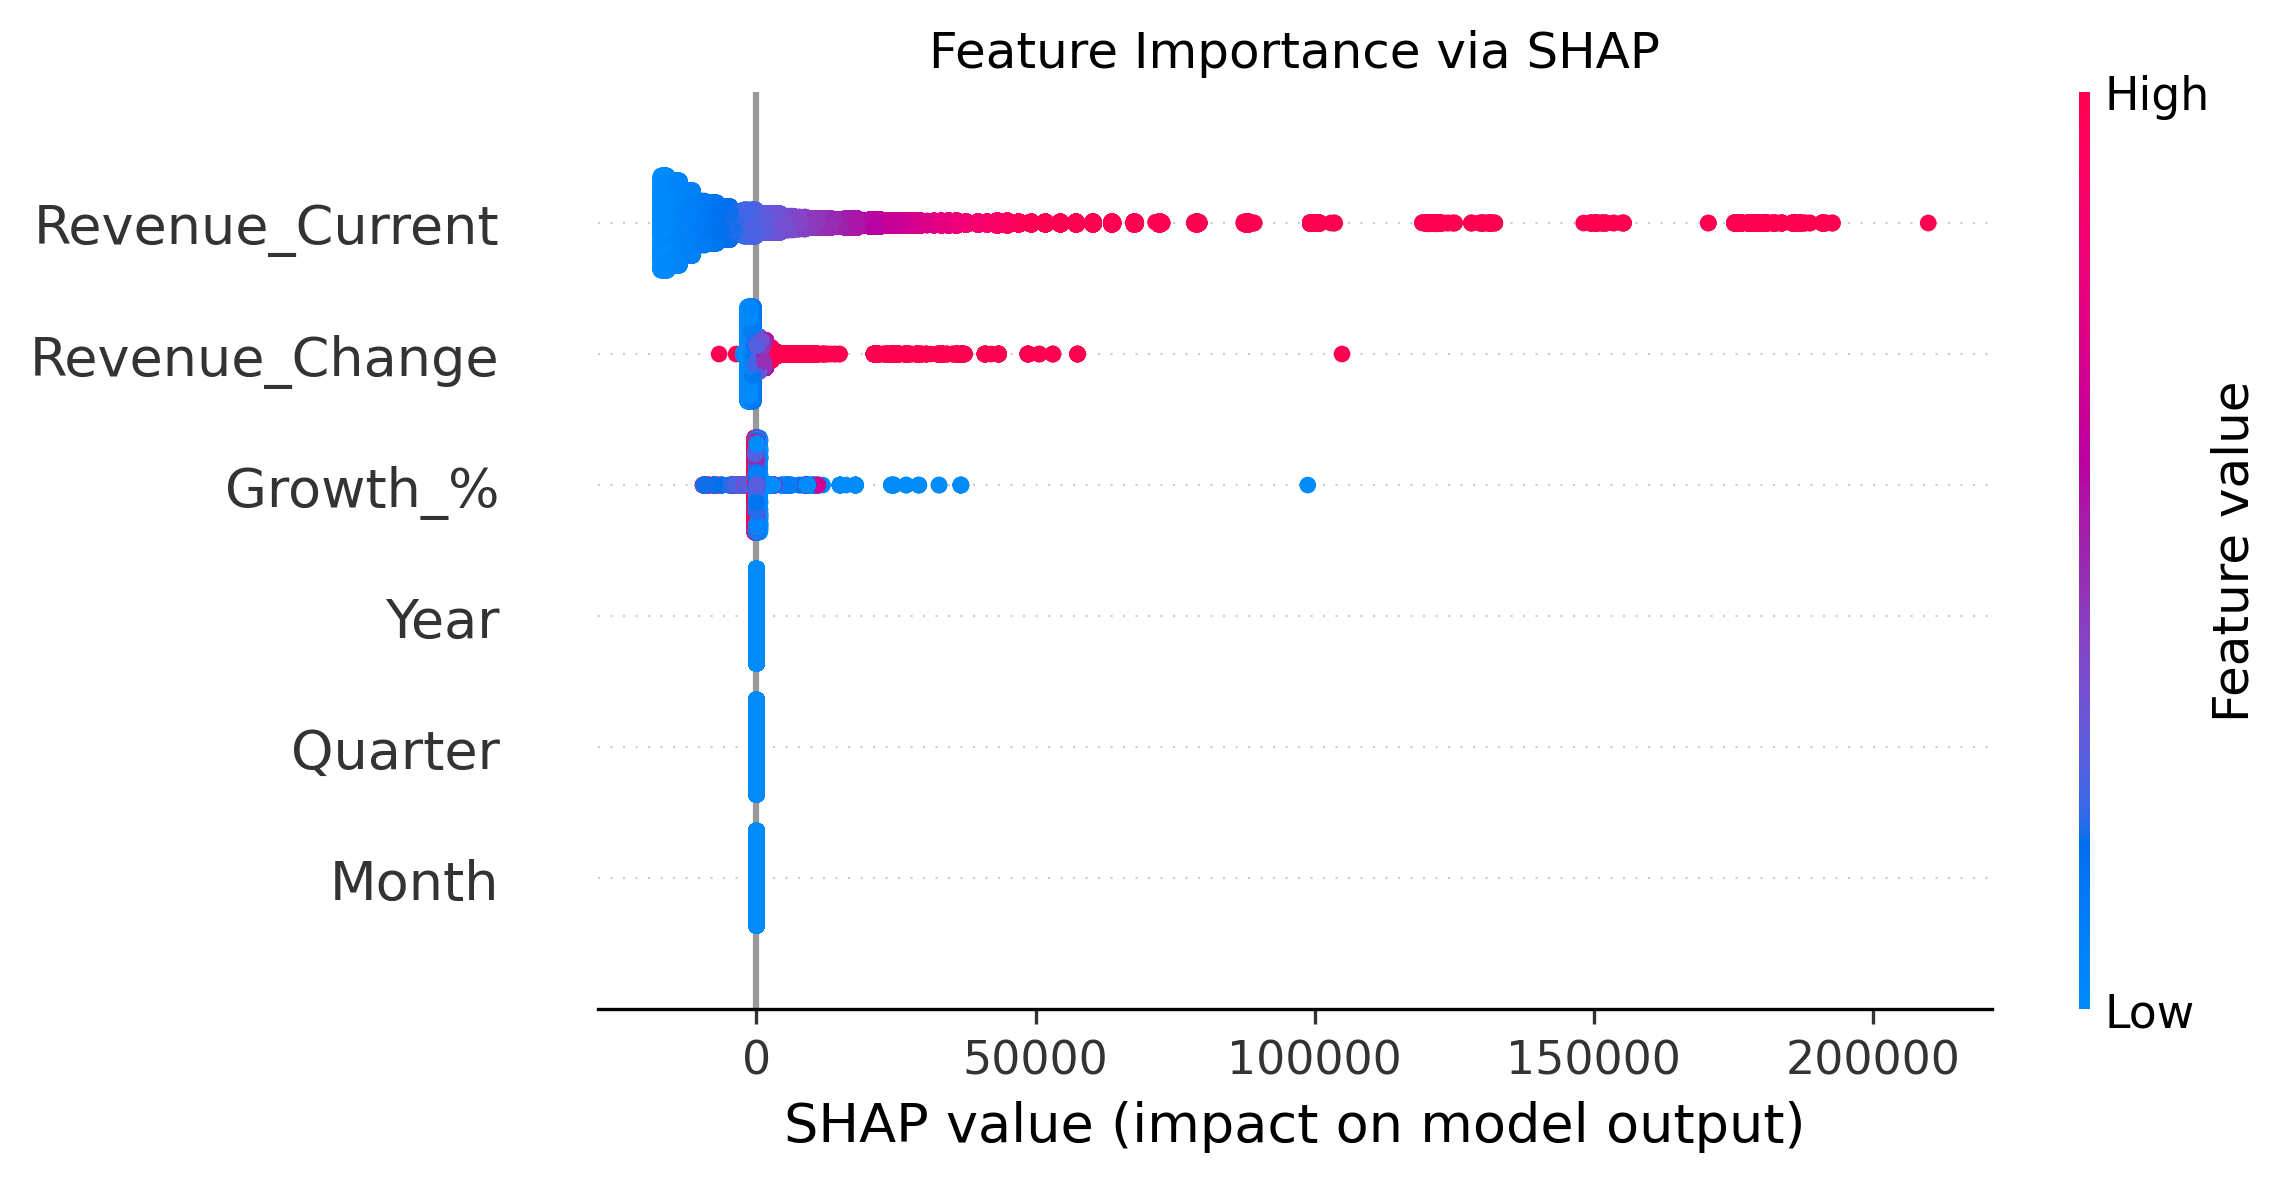 Feature Importance via SHAP
High
Revenue_Current
Revenue_Change
Growth_%
Year
Quarter
Month
Feature value
Low
0 50000 100000 150000 200000
SHAP value (impact on model output)